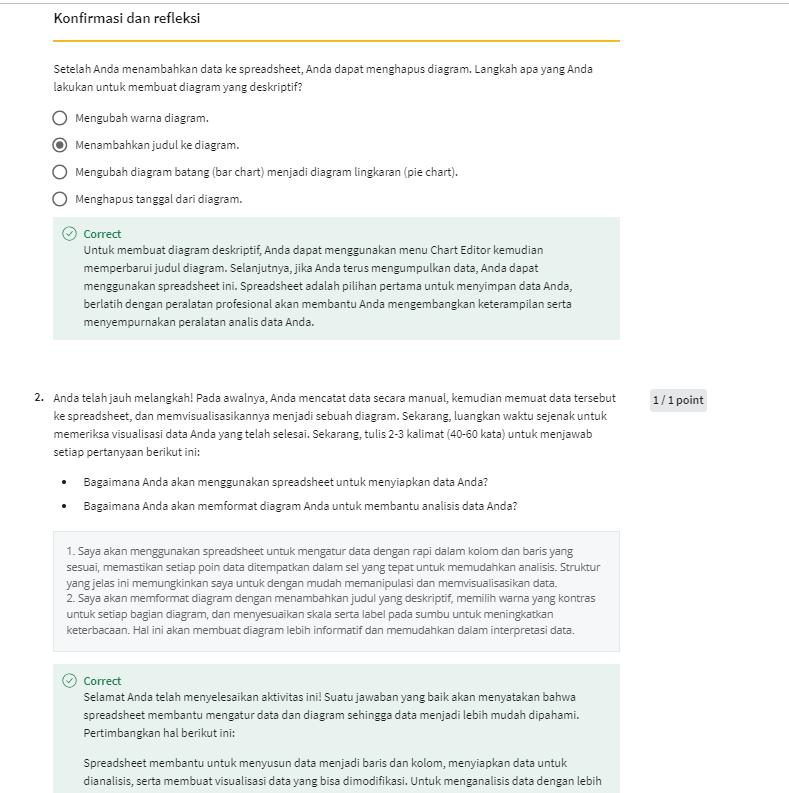 Konfirmasi dan refleksi
Setelah Anda menambahkan data ke spreadsheet, Anda dapat menghapus diagram. Langkah apa yang Anda
lakukan untuk membuat diagram yang deskriptif?
Mengubah warna diagram.
Menambahkan judul ke diagram.
Mengubah diagram batang (bar chart) menjadi diagram lingkaran (pie chart).
Menghapus tanggal dari diagram.
Correct
Untuk membuat diagram deskriptif, Anda dapat menggunakan menu Chart Editor kemudian
memperbarui judul diagram. Selanjutnya, jika Anda terus mengumpulkan data, Anda dapat
menggunakan spreadsheet ini. Spreadsheet adalah pilihan pertama untuk menyimpan data Anda,
berlatih dengan peralatan profesional akan membantu Anda mengembangkan keterampilan serta
menyempurnakan peralatan analis data Anda.
2. Anda telah jauh melangkah! Pada awalnya, Anda mencatat data secara manual, kemudian memuat data tersebut
1 / 1 point
ke spreadsheet, dan memvisualisasikannya menjadi sebuah diagram. Sekarang, luangkan waktu sejenak untuk
memeriksa visualisasi data Anda yang telah selesai. Sekarang, tulis 2-3 kalimat (40-60 kata) untuk menjawab
setiap pertanyaan berikut ini:
• Bagaimana Anda akan menggunakan spreadsheet untuk menyiapkan data Anda?
• Bagaimana Anda akan memformat diagram Anda untuk membantu analisis data Anda?
1. Saya akan menggunakan spreadsheet untuk mengatur data dengan rapi dalam kolom dan baris yang
sesuai, memastikan setiap poin data ditempatkan dalam sel yang tepat untuk memudahkan analisis. Struktur
yang jelas ini memungkinkan saya untuk dengan mudah memanipulasi dan memvisualisasikan data.
2. Saya akan memformat diagram dengan menambahkan judul yang deskriptif, memilih warna yang kontras
untuk setiap bagian diagram, dan menyesuaikan skala serta label pada sumbu untuk meningkatkan
keterbacaan. Hal ini akan membuat diagram lebih informatif dan memudahkan dalam interpretasi data.
Correct
Selamat Anda telah menyelesaikan aktivitas ini! Suatu jawaban yang baik akan menyatakan bahwa
spreadsheet membantu mengatur data dan diagram sehingga data menjadi lebih mudah dipahami.
Pertimbangkan hal berikut ini:
Spreadsheet membantu untuk menyusun data menjadi baris dan kolom, menyiapkan data untuk
dianalisis, serta membuat visualisasi data yang bisa dimodifikasi. Untuk menganalisis data dengan lebih